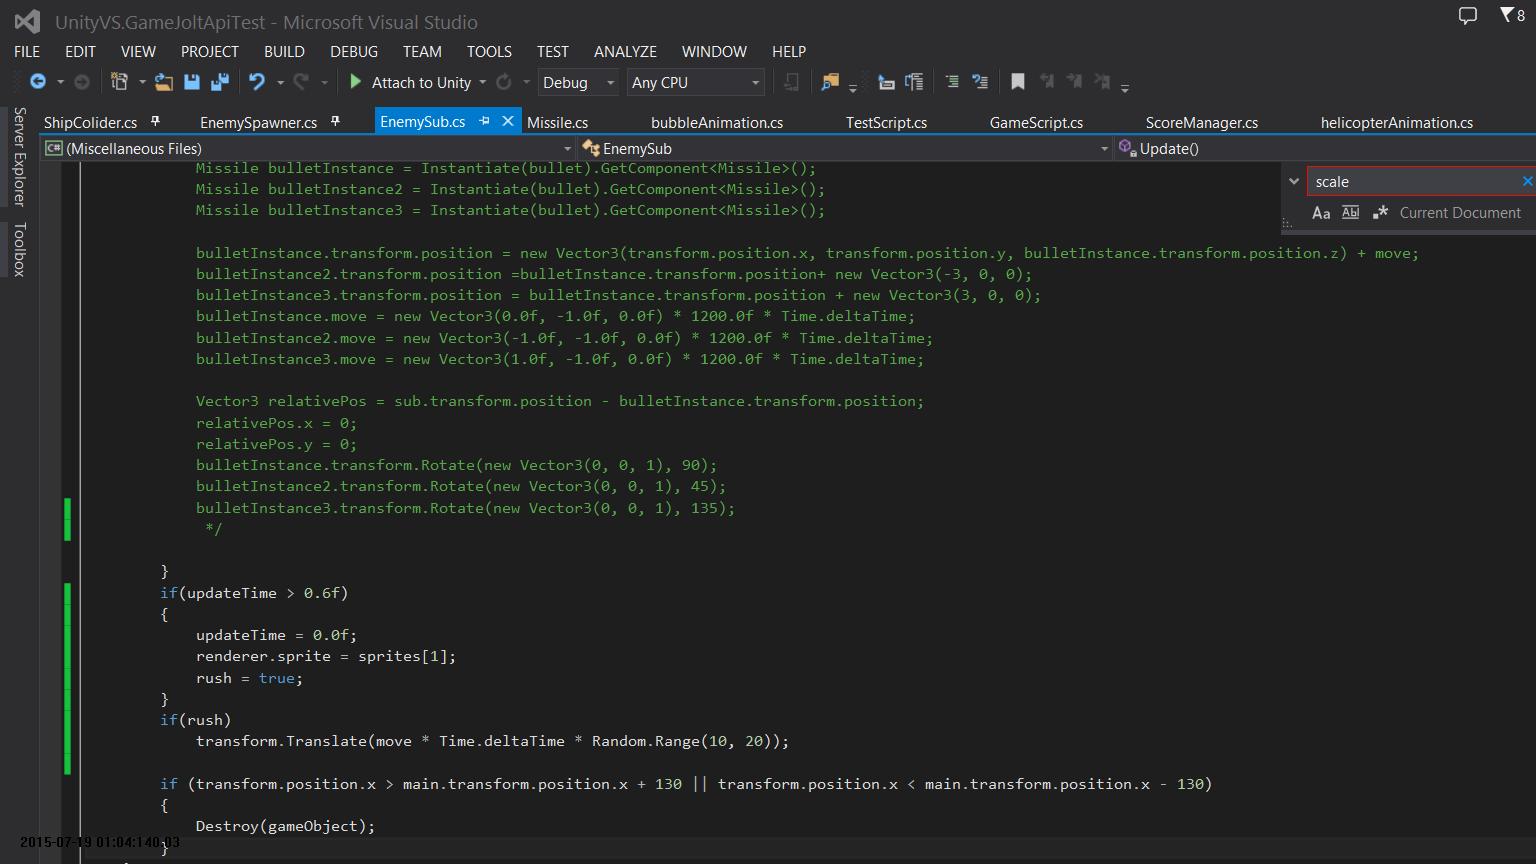 UnityVS.GameJoltApiTest - Microsoft Visual Studio
8
FILE EDIT VIEW PROJECT BUILD DEBUG TEAM TOOLS TEST ANALYZE WINDOW HELP
Attach to Unity Debug Any CPU
Server Explorer
Toolbox
ShipColider.cs EnemySpawner.cs EnemySub.cs Missile.cs bubbleAnimation.cs TestScript.cs GameScript.cs ScoreManager.cs helicopterAnimation.cs
C# (Miscellaneous Files) EnemySub Update()
scale
Aa Abl .* Current Document
Missile bulletInstance = Instantiate(bullet).GetComponent<Missile>();
Missile bulletInstance2 = Instantiate(bullet).GetComponent<Missile>();
Missile bulletInstance3 = Instantiate(bullet).GetComponent<Missile>();
bulletInstance.transform.position = new Vector3(transform.position.x, transform.position.y, bulletInstance.transform.position.z) + move;
bulletInstance2.transform.position =bulletInstance.transform.position+ new Vector3(-3, 0, 0);
bulletInstance3.transform.position = bulletInstance.transform.position + new Vector3(3, 0, 0);
bulletInstance.move = new Vector3(0.0f, -1.0f, 0.0f) * 1200.0f * Time.deltaTime;
bulletInstance2.move = new Vector3(-1.0f, -1.0f, 0.0f) * 1200.0f * Time.deltaTime;
bulletInstance3.move = new Vector3(1.0f, -1.0f, 0.0f) * 1200.0f * Time.deltaTime;
Vector3 relativePos = sub.transform.position - bulletInstance.transform.position;
relativePos.x = 0;
relativePos.y = 0;
bulletInstance.transform.Rotate(new Vector3(0, 0, 1), 90);
bulletInstance2.transform.Rotate(new Vector3(0, 0, 1), 45);
bulletInstance3.transform.Rotate(new Vector3(0, 0, 1), 135);
*/
}
if(updateTime > 0.6f)
{
updateTime = 0.0f;
renderer.sprite = sprites[1];
rush = true;
}
if(rush)
transform.Translate(move * Time.deltaTime * Random.Range(10, 20));
if (transform.position.x > main.transform.position.x + 130 || transform.position.x < main.transform.position.x - 130)
{
Destroy(gameObject);
}
2015-07-19 01:04:140.03